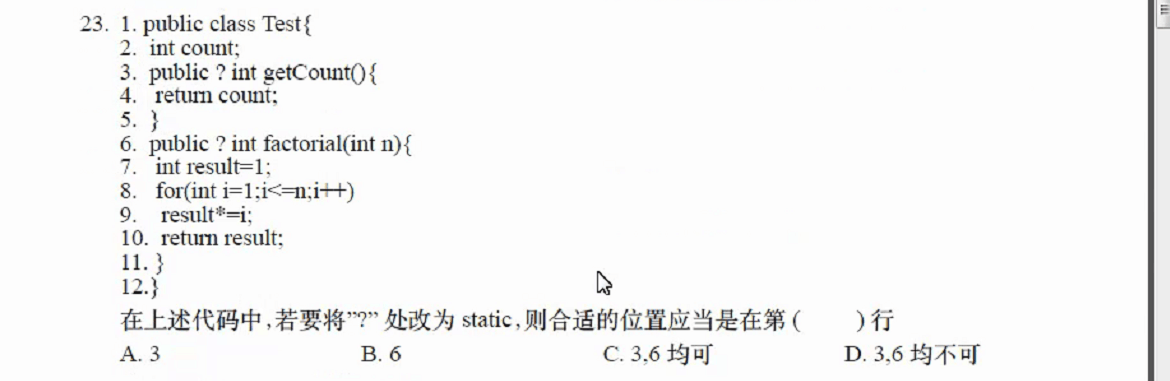 23. 1. public class Test{
2. int count;
3. public ? int getCount(){
4. return count;
5. }
6. public ? int factorial(int n){
7. int result=1;
8. for(int i=1;i<=n;i++)
9. result*=i;
10. return result;
11. }
12.}
在上述代码中,若要将”?” 处改为 static,则合适的位置应当是在第 ( ) 行
A. 3 B. 6 C. 3,6 均可 D. 3,6 均不可